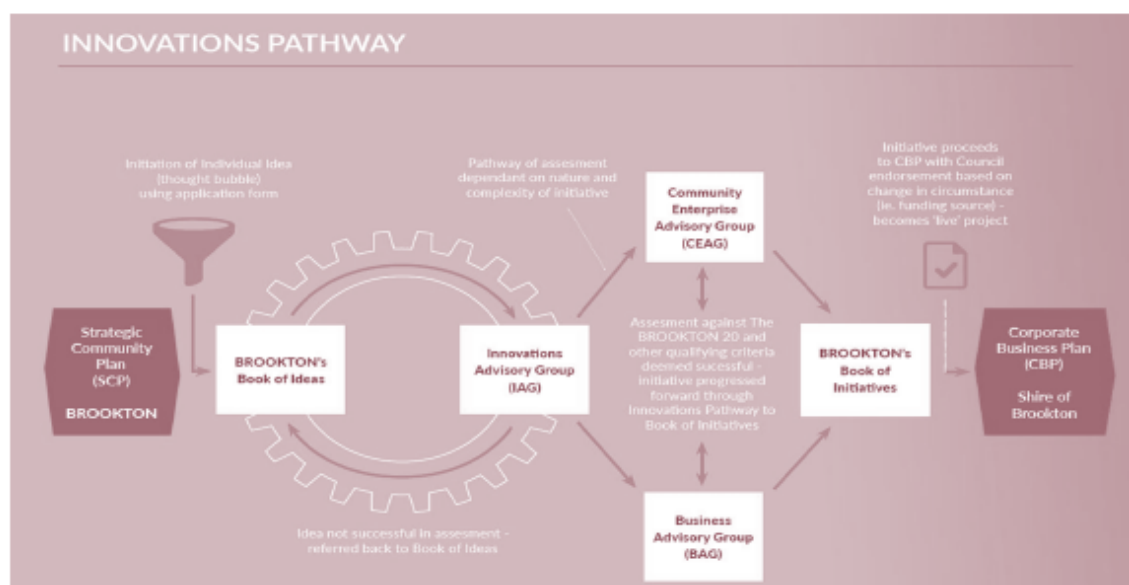 INNOVATIONS PATHWAY
Initiation of Individual Idea
(thought bubble)
using application form
Pathway of assesment
dependant on nature and
complexity of initiative
Community
Enterprise
Advisory Group
(CEAG)
Initiative proceeds
to CBP with Council
endorsement based on
change in circumstance
(ie. funding source) -
becomes 'live' project
Strategic
Community
Plan
(SCP)
BROOKTON
BROOKTON's
Book of Ideas
Innovations
Advisory Group
(IAG)
Assesment against The
BROOKTON 20 and
other qualifying criteria
deemed sucessful -
initiative progressed
forward through
Innovations Pathway to
Book of Initiatives
BROOKTON's
Book of
Initiatives
Corporate
Business Plan
(CBP)
Shire of
Brookton
Idea not successful in assesment -
referred back to Book of Ideas
Business
Advisory Group
(BAG)